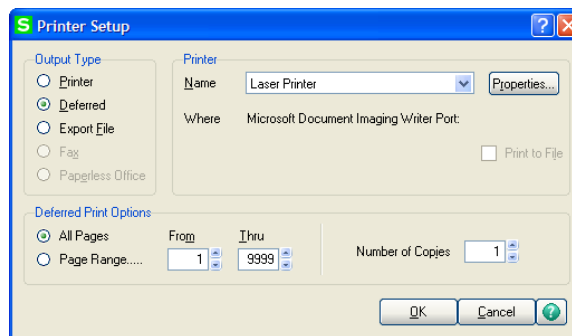 S Printer Setup
Output Type
Printer
Deferred
Export File
Fax
Paperless Office
Printer
Name Laser Printer Properties...
Where Microsoft Document Imaging Writer Port:
Print to File
Deferred Print Options
All Pages From Thru
Page Range..... 1 9999
Number of Copies 1
OK Cancel ?